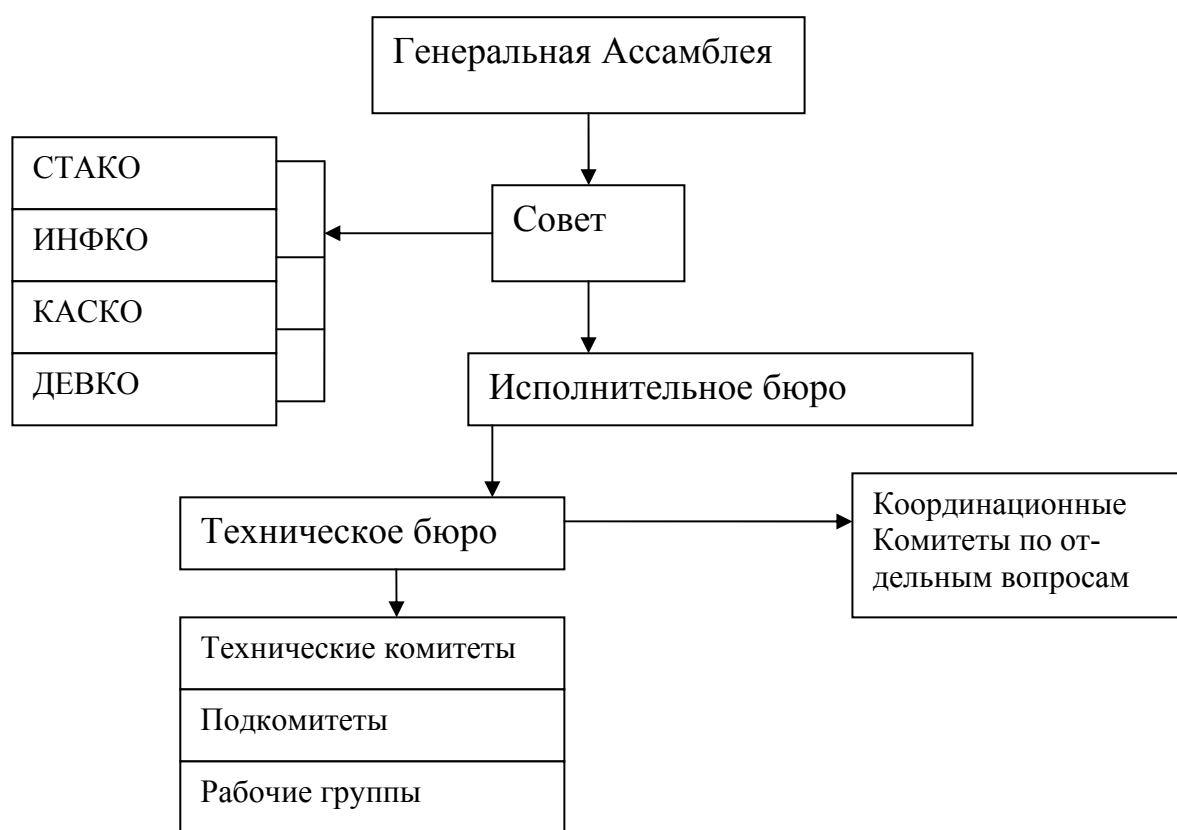 Генеральная Ассамблея
СТАКО
ИНФКО
КАСКО
ДЕВКО
Совет
Исполнительное бюро
Техническое бюро
Координационные
Комитеты по от-
дельным вопросам
Технические комитеты
Подкомитеты
Рабочие группы